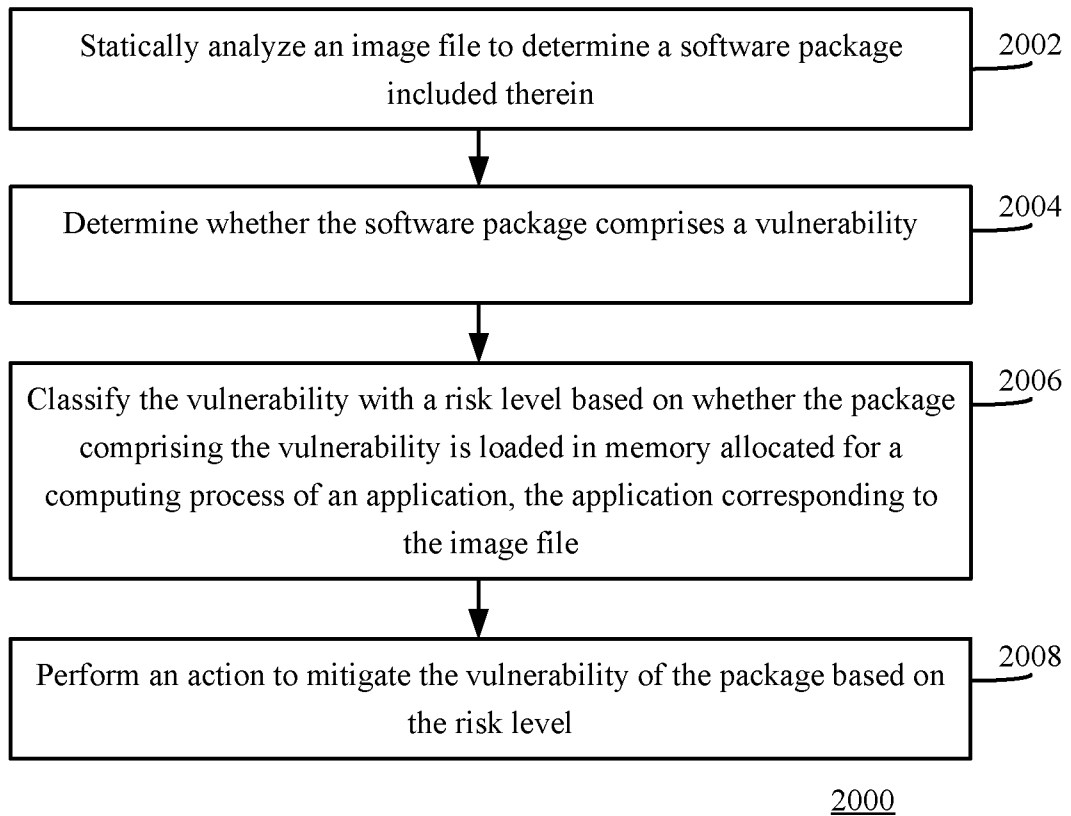 Statically analyze an image file to determine a software package
included therein
2002
Determine whether the software package comprises a vulnerability
2004
Classify the vulnerability with a risk level based on whether the package
comprising the vulnerability is loaded in memory allocated for a
computing process of an application, the application corresponding to
the image file
2006
Perform an action to mitigate the vulnerability of the package based on
the risk level
2008
2000